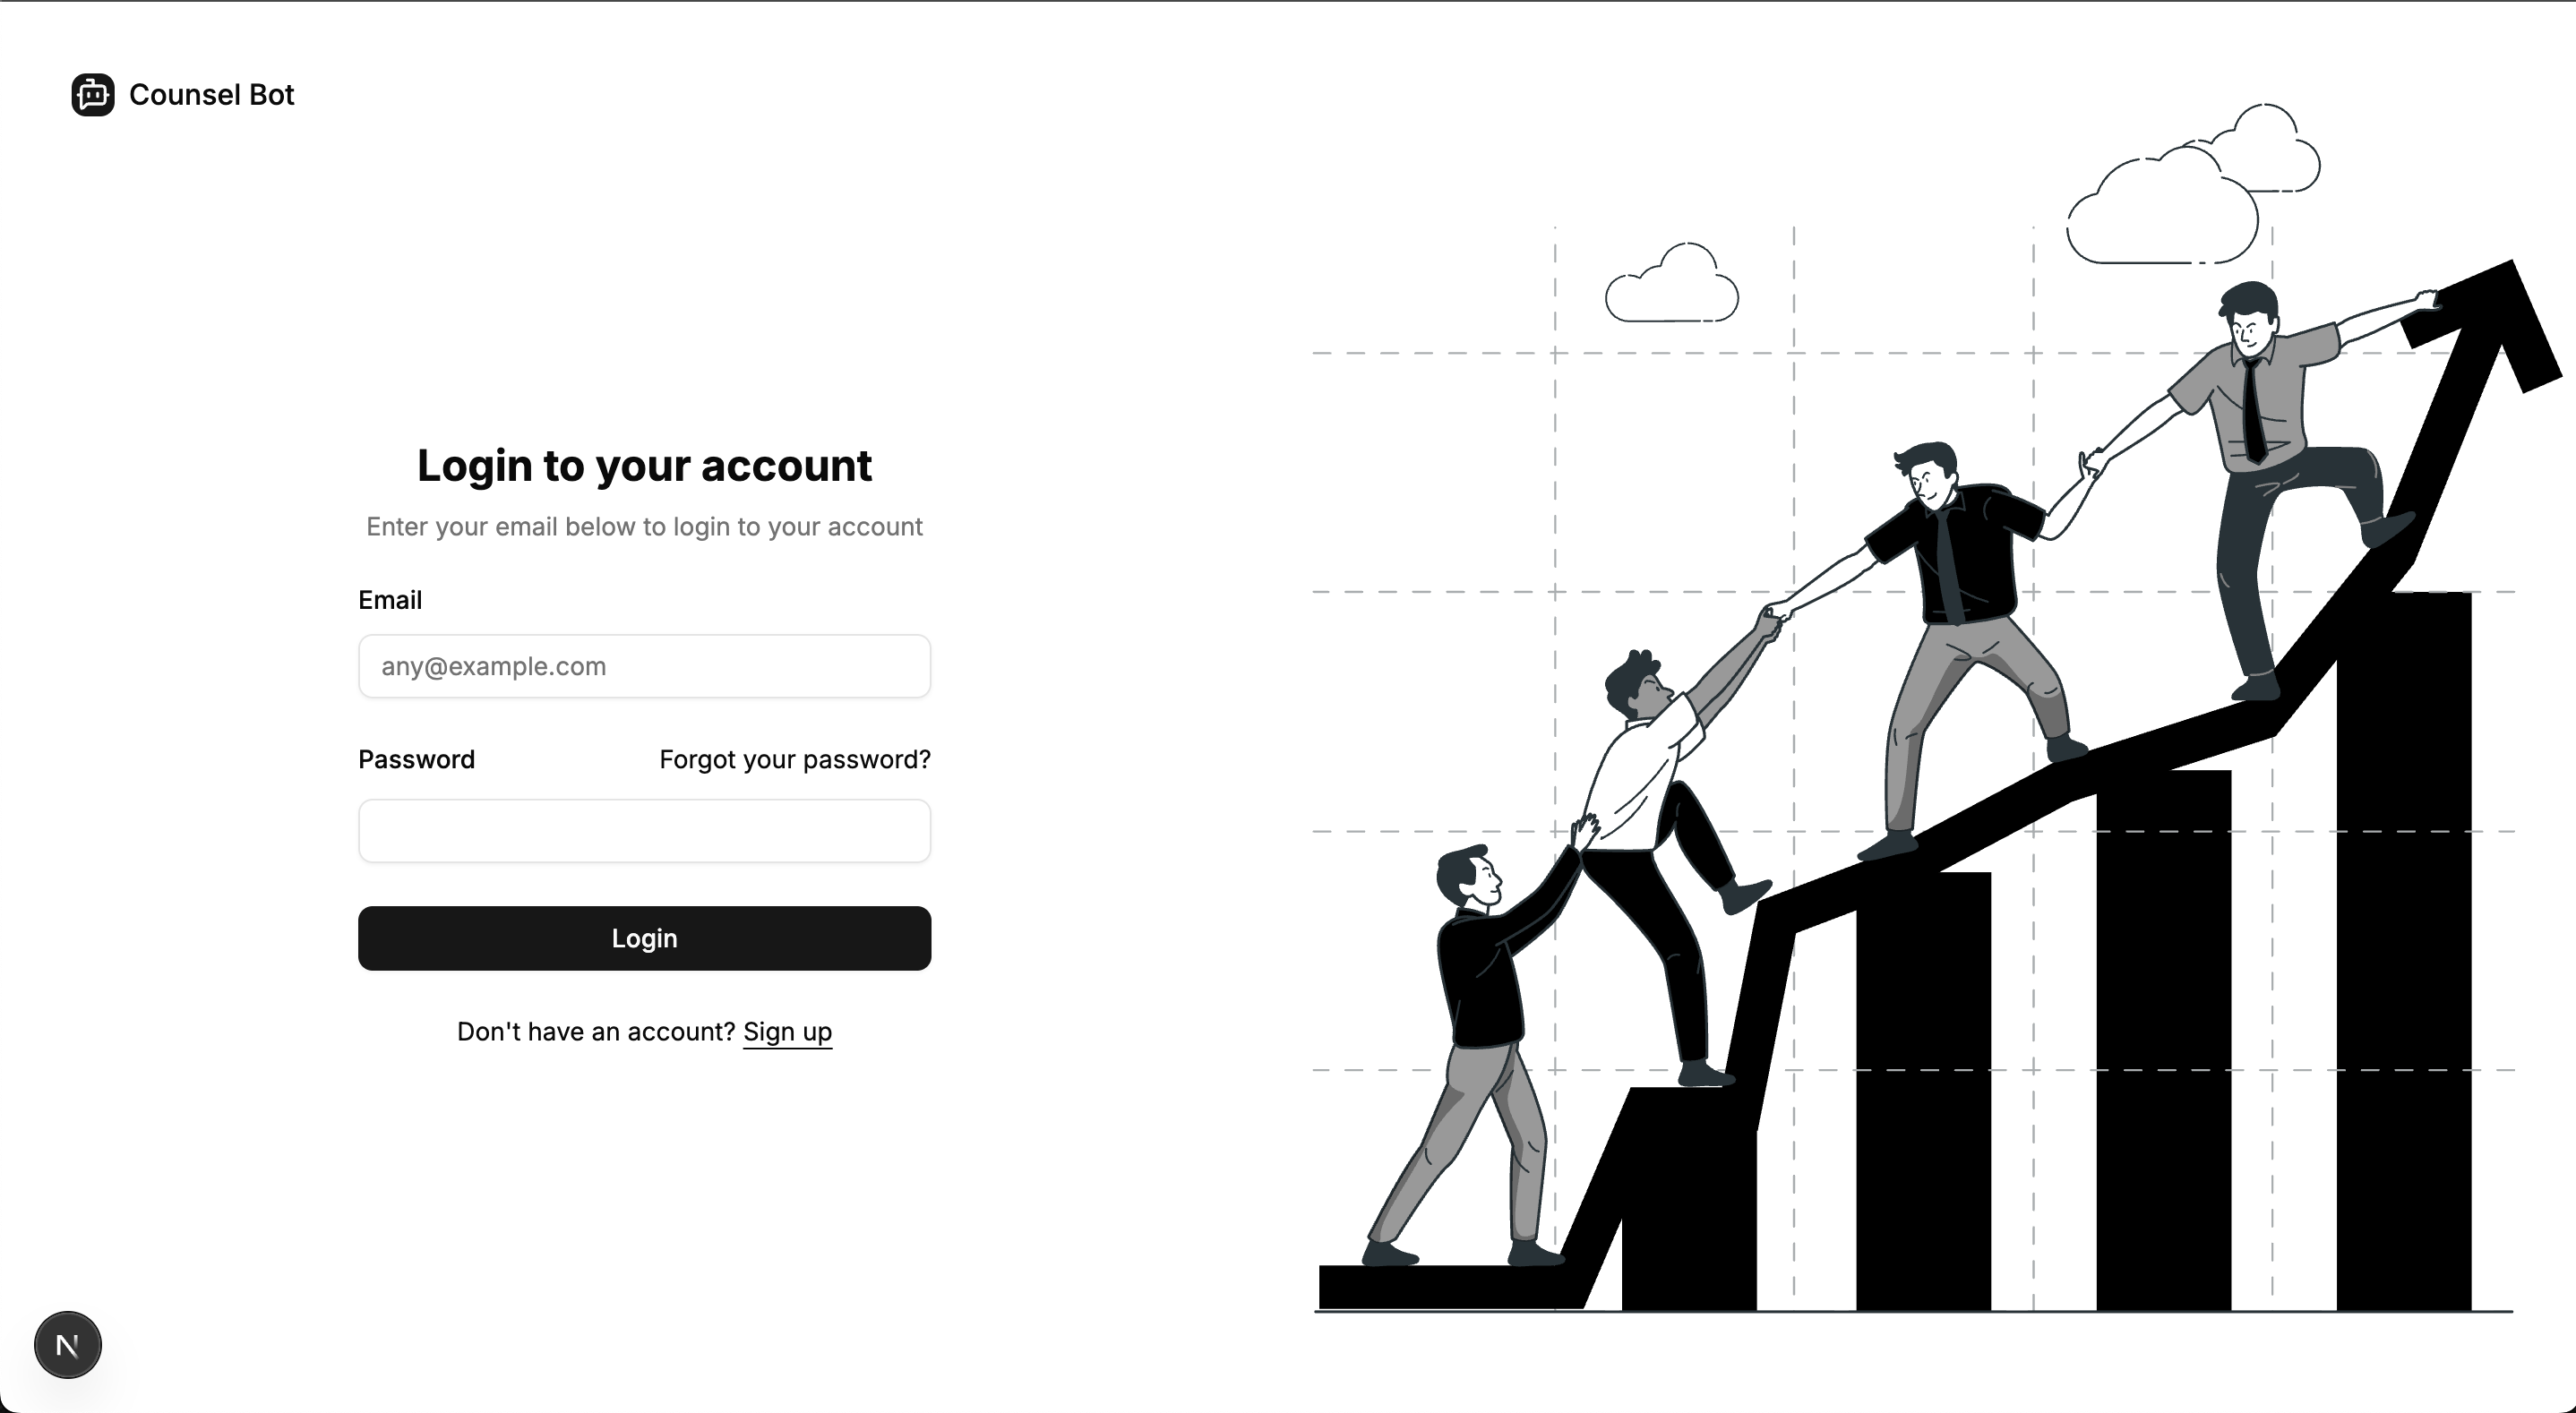 Counsel Bot
Login to your account
Enter your email below to login to your account
Email
any@example.com
Password
Forgot your password?
Login
Don't have an account? Sign up
N